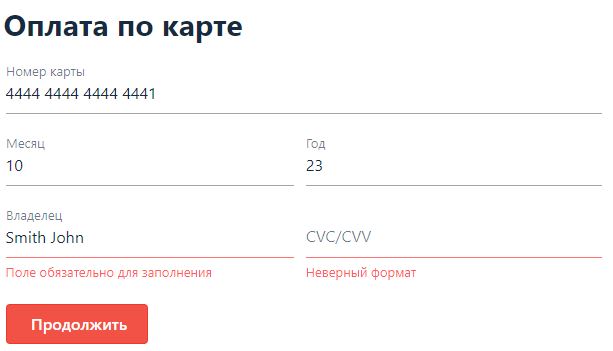 Оплата по карте
Номер карты
4444 4444 4444 4441
Месяц
Год
10
23
Владелец
Smith John
CVC/CVV
Поле обязательно для заполнения
Неверный формат
Продолжить